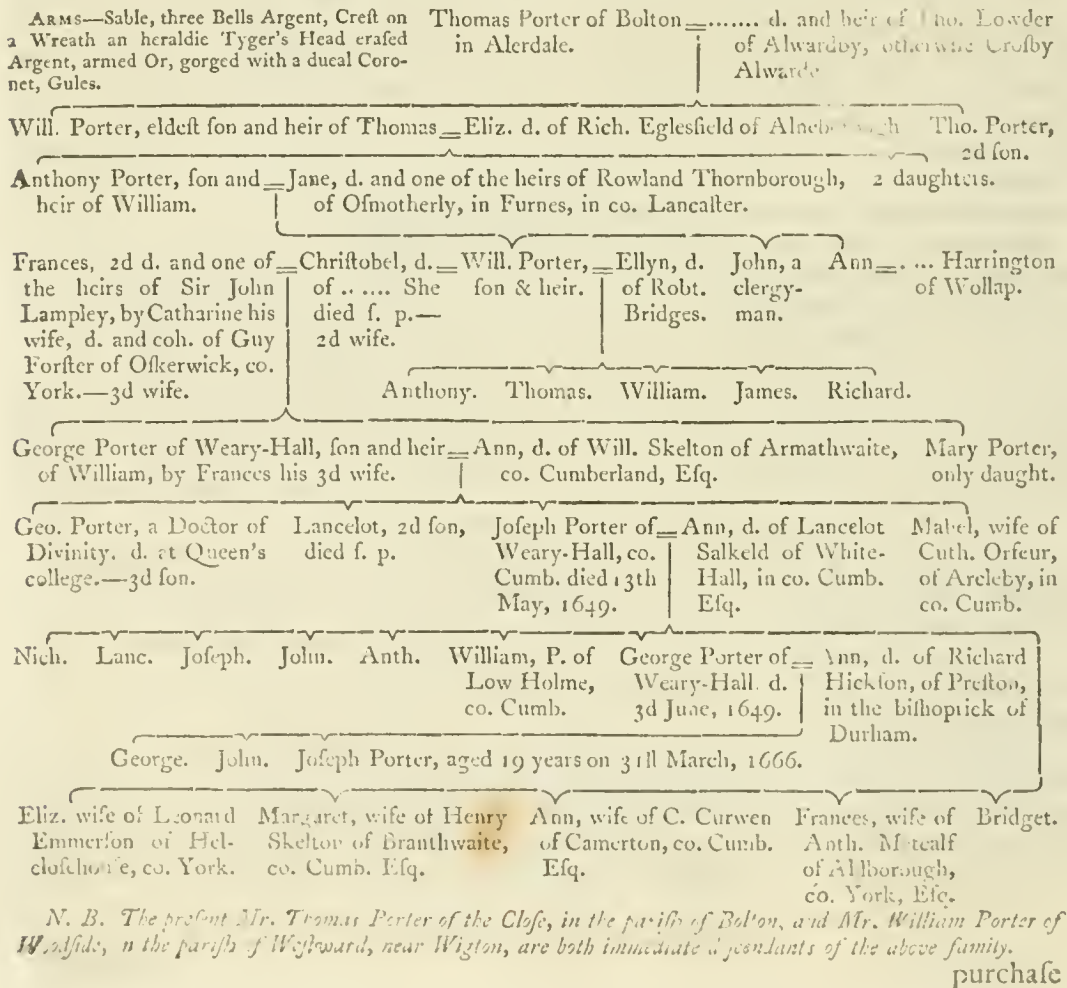 ARMS—Sable, three Bells Argent, Creſt on
a Wreath an heraldic Tyger's Head eraſed
Argent, armed Or, gorged with a ducal Coro-
net, Gules.
Thomas Porter of Bolton = ....... d. and heir of Tho. Lowder
in Alerdale.
of Alwardby, otherwiſe Croſby
Alwarde
Will. Porter, eldeſt ſon and heir of Thomas = Eliz. d. of Rich. Egleſfield of Tho. Porter,
2d ſon.
Anthony Porter, ſon and = Jane, d. and one of the heirs of Rowland Thornborough, 2 daughters.
heir of William.
of Oſmotherly, in Furnes, in co. Lancaſter.
Frances, 2d d. and one of
the heirs of Sir John
Lampley, by Catharine his
wife, d. and coh. of Guy
Forſter of Oſkerwick, co.
York.—3d wife.
= Chriſtobel, d.
of .. .... She
died ſ. p.—
2d wife.
= Will. Porter,
ſon & heir.
= Ellyn, d.
of Robt.
Bridges.
John, a
clergy-
man.
Ann = . ... Harrington
of Wollap.
Anthony. Thomas. William. James. Richard.
George Porter of Weary-Hall, ſon and heir
of William, by Frances his 3d wife.
= Ann, d. of Will. Skelton of Armathwaite,
co. Cumberland, Eſq.
Mary Porter,
only daught.
Geo. Porter, a Doctor of
Divinity. d. at Queen's
college.—3d ſon.
Lancelot, 2d ſon,
died ſ. p.
Joſeph Porter of
Weary-Hall, co.
Cumb. died 13th
May, 1649.
= Ann, d. of Lancelot
Salkeld of White-
Hall, in co. Cumb.
Eſq.
Mabel, wife of
Cuth. Orfeur,
of Arcleby, in
co. Cumb.
Nich. Lanc. Joſeph. John. Anth.
William, P. of
Low Holme,
co. Cumb.
George Porter of
Weary-Hall. d.
3d June, 1649.
= Ann, d. of Richard
Hickſon, of Preſton,
in the biſhoprick of
Durham.
George. John. Joſeph Porter, aged 19 years on 31ſt March, 1666.
Eliz. wife of Leonard
Emmerſon of Hel-
co. York.
Margaret, wife of Henry
Skelton of Branthwaite,
co. Cumb. Eſq.
Ann, wife of C. Curwen
of Camerton, co. Cumb.
Eſq.
Frances, wife of
Anth. Metcalf
of Allborough,
co. York, Eſq.
Bridget.
N. B. The preſent Mr. Thomas Porter of the Cloſe, in the pariſh of Bolton, and Mr. William Porter of
Woodſide, in the pariſh of Weſtward, near Wigton, are both immediate deſcendants of the above family.
purchaſe